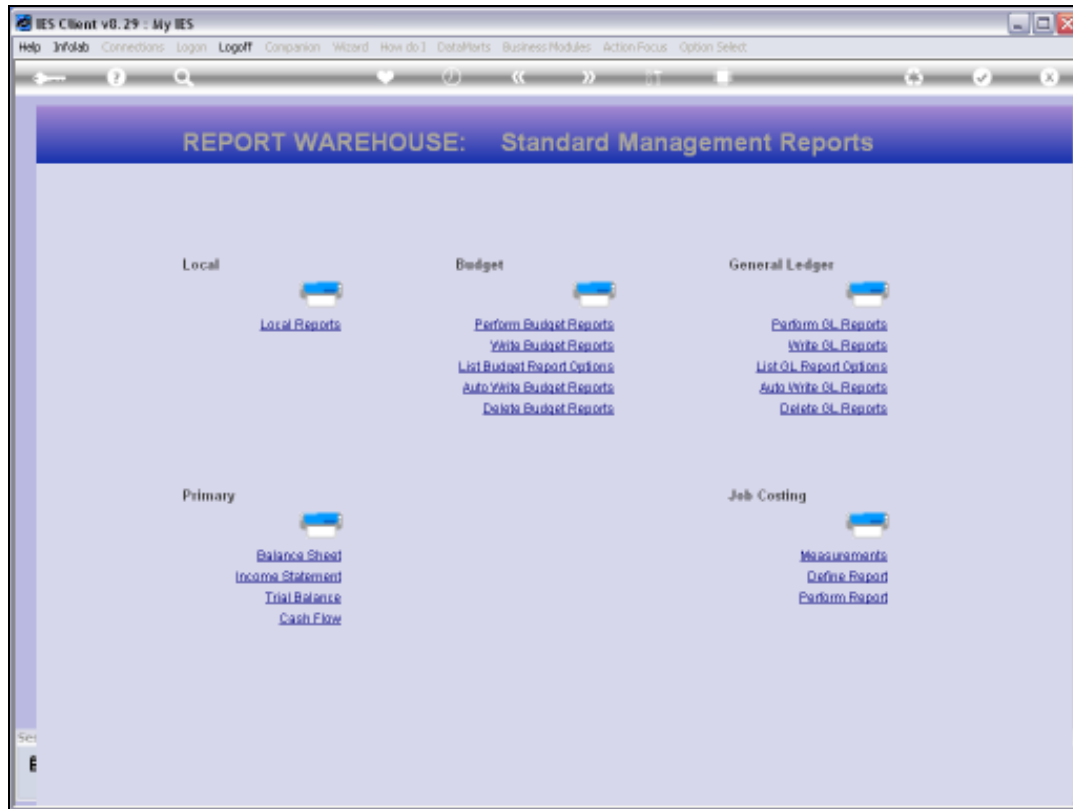 IES Client v8.29 : My IES
Help Infolab Connections Logon Logoff Companion Wizard How do I DataMarts Business Modules Action Focus Option Select
REPORT WAREHOUSE: Standard Management Reports
Local
Local Reports
Budget
Perform Budget Reports
Write Budget Reports
List Budget Report Options
Auto Write Budget Reports
Delete Budget Reports
General Ledger
Perform GL Reports
Write GL Reports
List GL Report Options
Auto Write GL Reports
Delete GL Reports
Primary
Balance Sheet
Income Statement
Trial Balance
Cash Flow
Job Costing
Measurements
Define Report
Perform Report